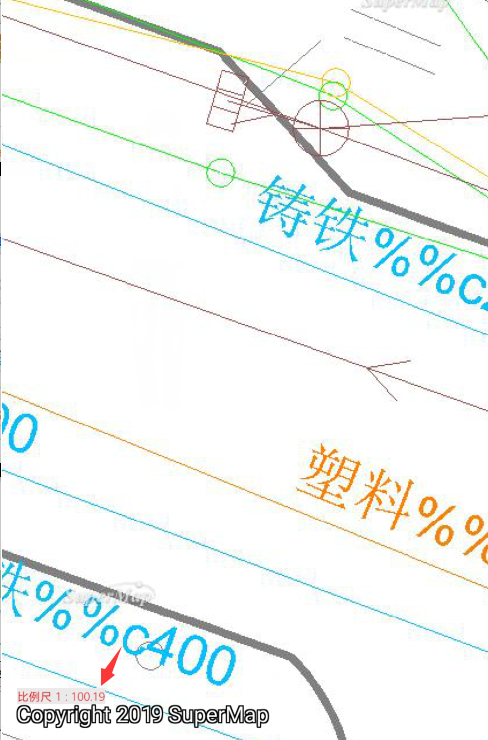 SuperMap
铸铁%%c
00
塑料%%
SuperMap
铁%%c400
比例尺 1 : 100.19
Copyright 2019 SuperMap